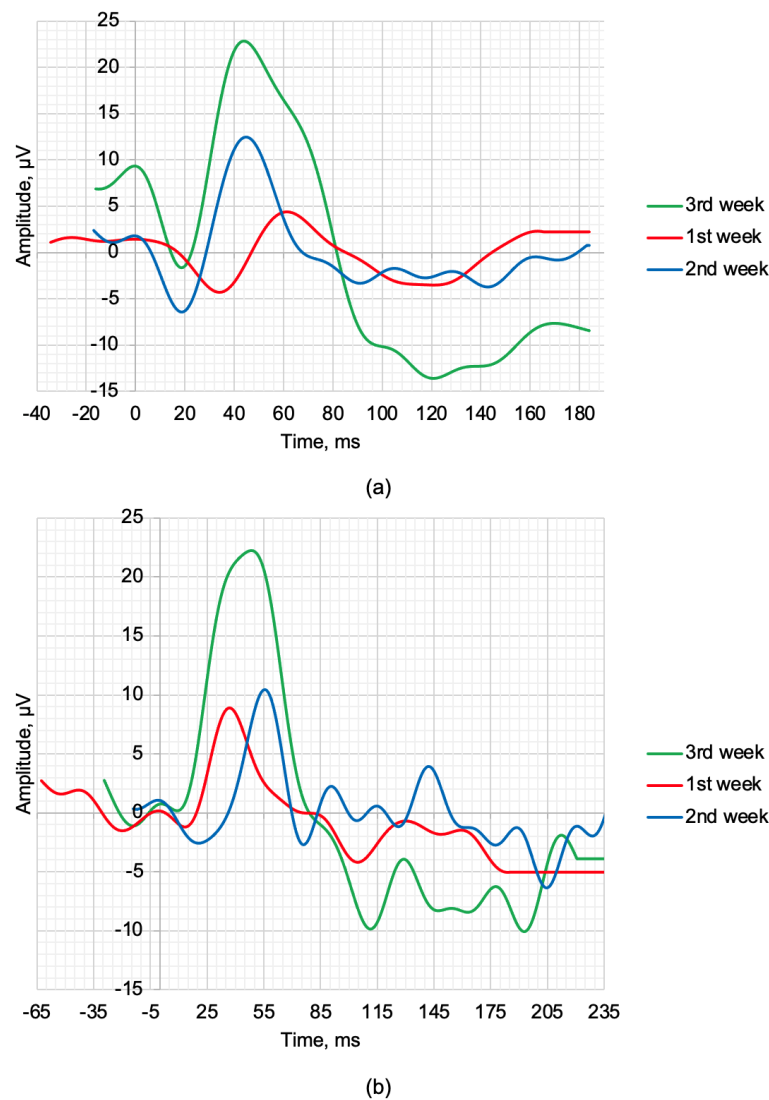 25
20
15
10
5
0
-5
-10
-15
Amplitude, µV
-40 -20 0 20 40 60 80 100 120 140 160 180
Time, ms
3rd week
1st week
2nd week
(a)
25
20
15
10
5
0
-5
-10
-15
Amplitude, µV
-65 -35 -5 25 55 85 115 145 175 205 235
Time, ms
3rd week
1st week
2nd week
(b)